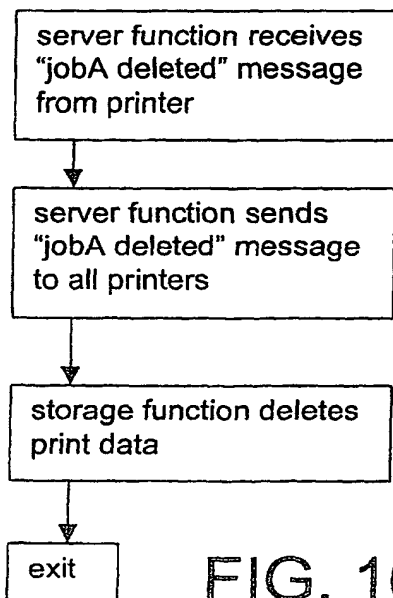 server function receives
“jobA deleted” message
from printer
server function sends
“jobA deleted” message
to all printers
storage function deletes
print data
exit
FIG.